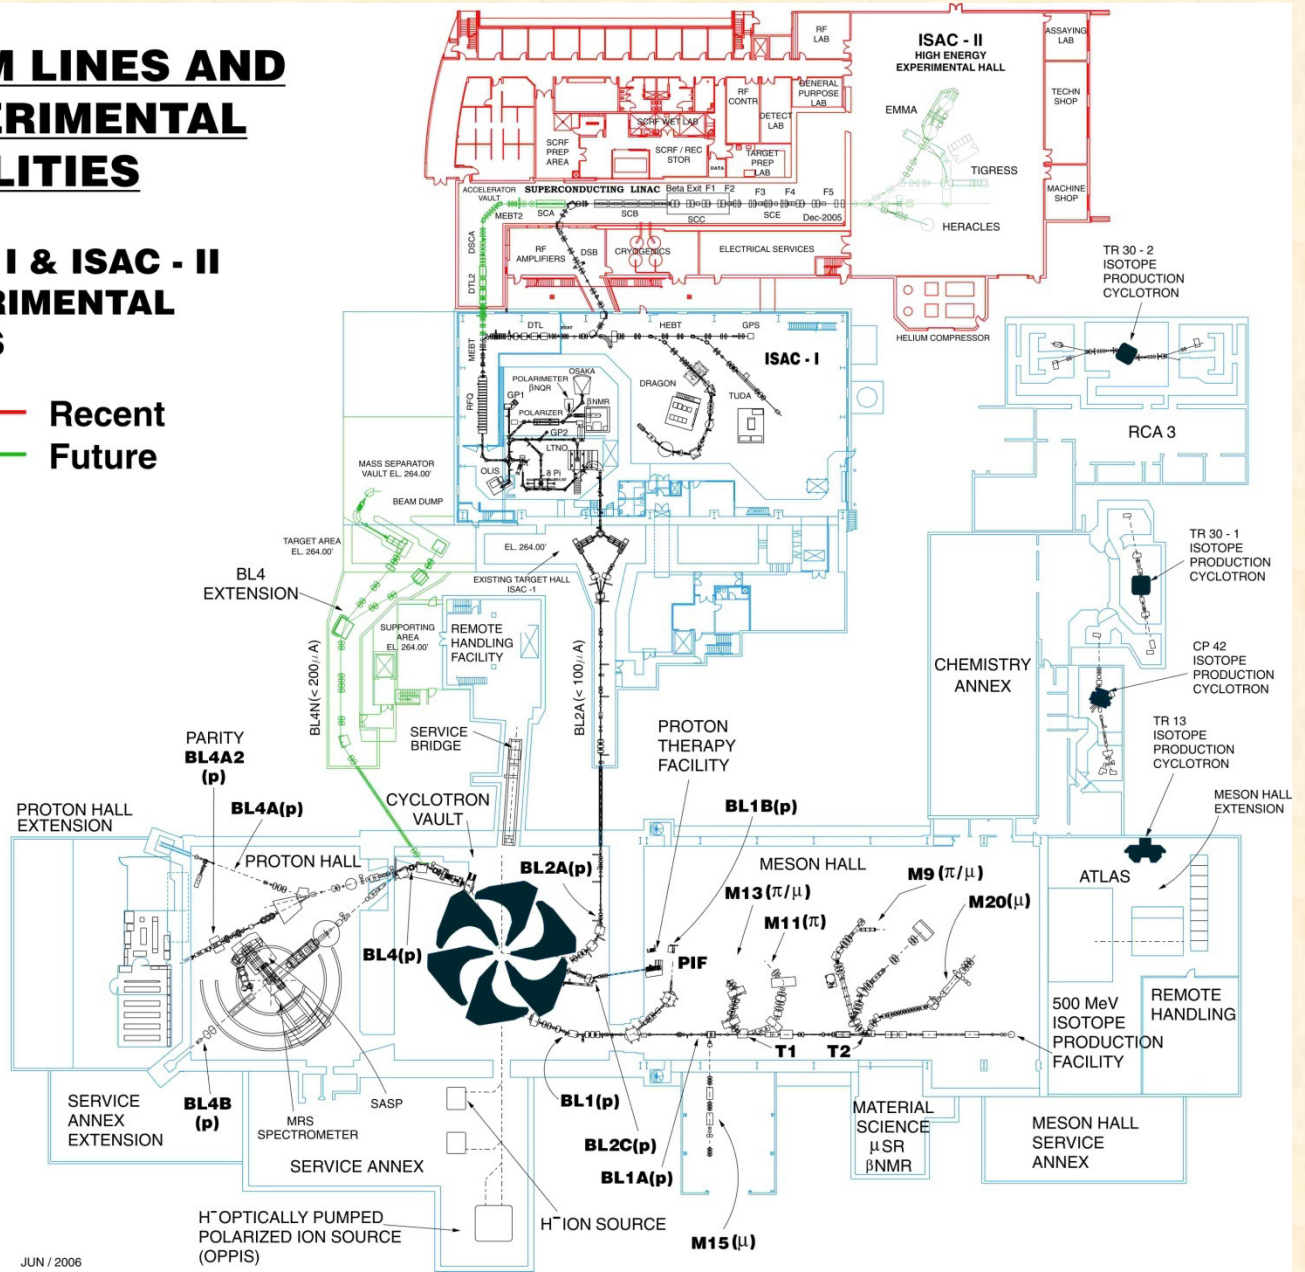 M LINES AND
ERIMENTAL
LITIES
I & ISAC - II
RIMENTAL
S
Recent
Future
RF
LAB
ISAC - II
HIGH ENERGY
EXPERIMENTAL HALL
ASSAYING
LAB
TECHN
SHOP
MACHINE
SHOP
GENERAL
PURPOSE
LAB
RF
CONTR
DETECT
LAB
SCRF WET LAB
SCRF
PREP
AREA
SCRF / REC
STOR
DATA
TARGET
PREP
LAB
EMMA
TIGRESS
HERACLES
ACCELERATOR
VAULT
SUPERCONDUCTING LINAC
Beta Exit F1 F2
F3 F4 F5
MEBT2
SCA
SCB
SCC
SCE
Dec-2005
DSCA
DTL2
RF
AMPLIFIERS
DSB
CRYOGENICS
ELECTRICAL SERVICES
HELIUM COMPRESSOR
TR 30 - 2
ISOTOPE
PRODUCTION
CYCLOTRON
DTL
HEBT
GPS
ISAC - I
MEBT
RFQ
OSAKA
POLARIMETER
βNQR
GP1
βNMR
POLARIZER
GP2
LTNO
OLIS
8 Pi
DRAGON
TUDA
RCA 3
MASS SEPARATOR
VAULT EL. 264.00'
BEAM DUMP
TARGET AREA
EL. 264.00'
EL. 264.00'
EXISTING TARGET HALL
ISAC -1
BL4
EXTENSION
SUPPORTING
AREA
EL. 264.00'
REMOTE
HANDLING
FACILITY
BL4N(< 200μ A)
BL2A(< 100μ A)
TR 30 - 1
ISOTOPE
PRODUCTION
CYCLOTRON
CHEMISTRY
ANNEX
CP 42
ISOTOPE
PRODUCTION
CYCLOTRON
TR 13
ISOTOPE
PRODUCTION
CYCLOTRON
MESON HALL
EXTENSION
SERVICE
BRIDGE
PROTON
THERAPY
FACILITY
PARITY
BL4A2
(p)
BL4A(p)
PROTON HALL
EXTENSION
CYCLOTRON
VAULT
BL1B(p)
PROTON HALL
BL2A(p)
MESON HALL
M13(π/μ)
M9(π/μ)
M11(π)
M20(μ)
ATLAS
BL4(p)
PIF
500 MeV
ISOTOPE
PRODUCTION
FACILITY
REMOTE
HANDLING
T1
T2
BL4B
(p)
SERVICE
ANNEX
EXTENSION
SASP
MRS
SPECTROMETER
SERVICE ANNEX
BL1(p)
BL2C(p)
BL1A(p)
MATERIAL
SCIENCE
μSR
βNMR
MESON HALL
SERVICE
ANNEX
H⁻OPTICALLY PUMPED
POLARIZED ION SOURCE
(OPPIS)
H⁻ION SOURCE
M15(μ)
JUN / 2006